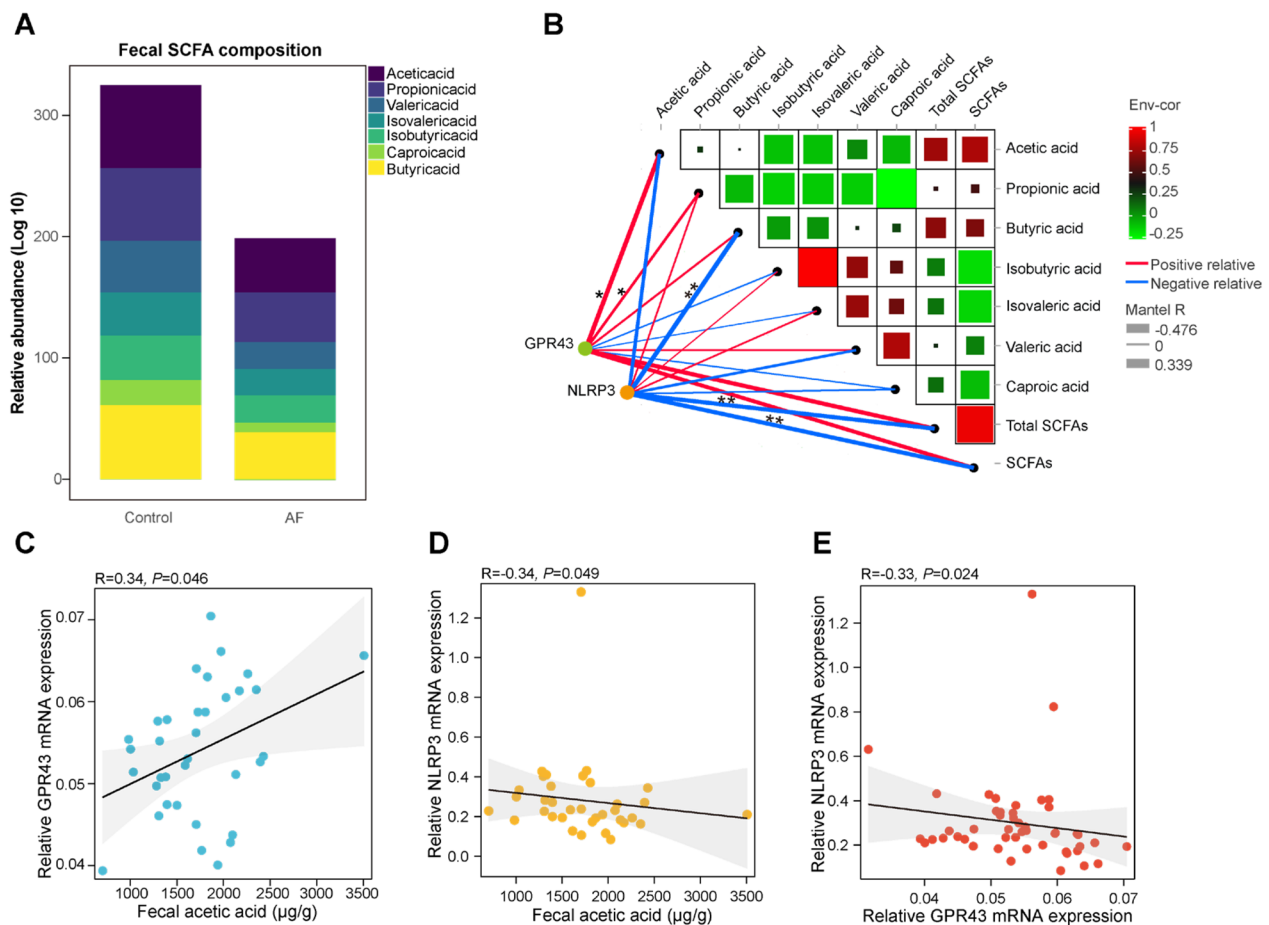 A
Fecal SCFA composition
Relative abundance (Log 10)
300
200
100
0
Control
AF
Aceticacid
Propionicacid
Valericacid
Isovalericacid
Isobutyricacid
Caproicacid
Butyricacid
B
Acetic acid
Propionic acid
Butyric acid
Isobutyric acid
Isovaleric acid
Valeric acid
Caproic acid
Total SCFAs
SCFAs
Acetic acid
Propionic acid
Butyric acid
Isobutyric acid
Isovaleric acid
Valeric acid
Caproic acid
Total SCFAs
SCFAs
GPR43
NLRP3
*
*
**
**
**
Env-cor
1
0.75
0.5
0.25
0
-0.25
Positive relative
Negative relative
Mantel R
-0.476
0
0.339
C
R=0.34, P=0.046
Relative GPR43 mRNA expression
0.07
0.06
0.05
0.04
1000 1500 2000 2500 3000 3500
Fecal acetic acid (µg/g)
D
R=-0.34, P=0.049
Relative NLRP3 mRNA expression
1.2
1.0
0.8
0.6
0.4
0.2
0.0
1000 1500 2000 2500 3000 3500
Fecal acetic acid (µg/g)
E
R=-0.33, P=0.024
Relative NLRP3 mRNA expression
1.2
1.0
0.8
0.6
0.4
0.2
0.04 0.05 0.06 0.07
Relative GPR43 mRNA expression